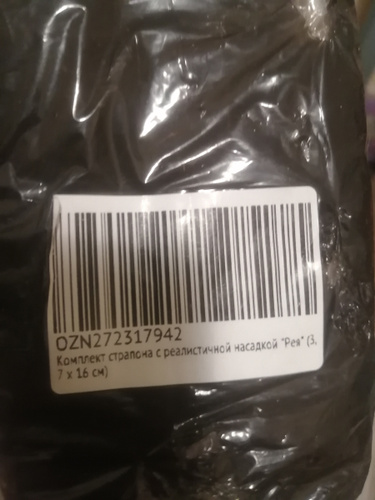 OZN272317942
Комплект страпона с реалистичной насадкой "Рея" (3,
7 x 16 см)